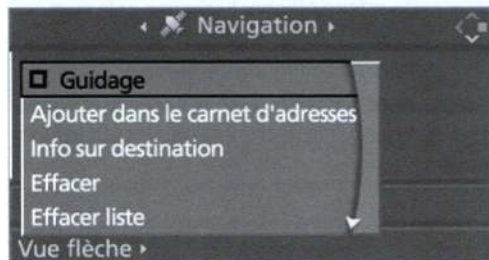 Navigation
Guidage
Ajouter dans le carnet d'adresses
Info sur destination
Effacer
Effacer liste
Vue flèche